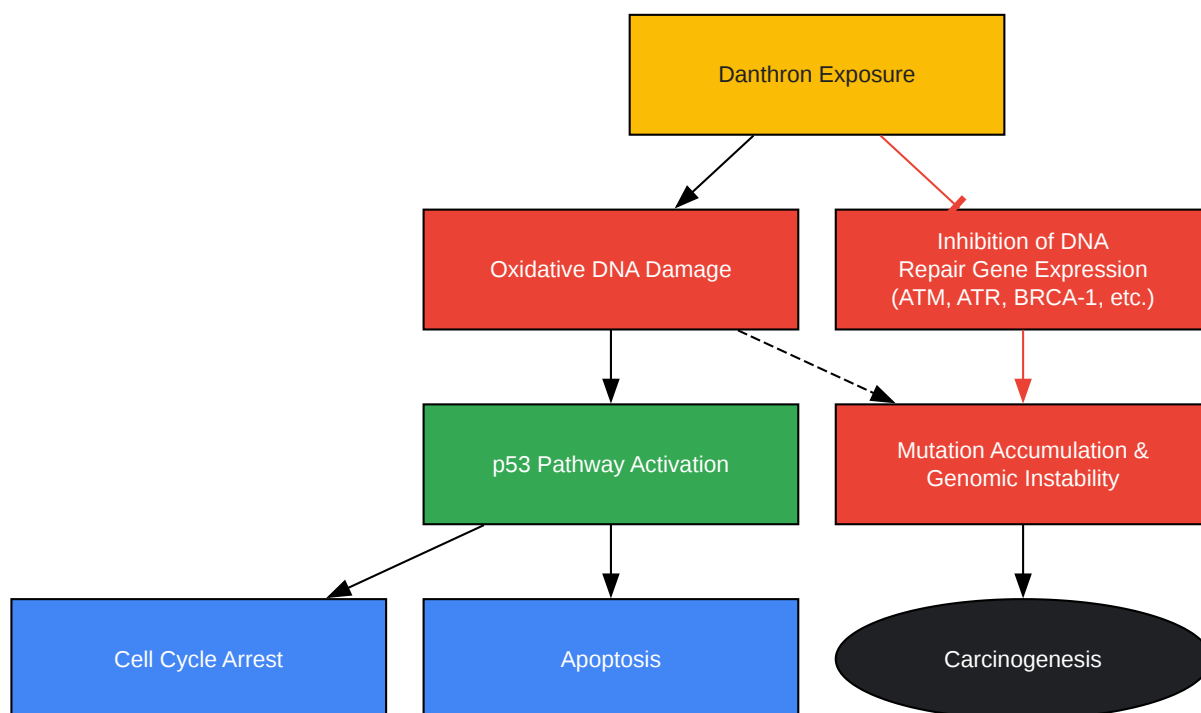 Danthron Exposure
Oxidative DNA Damage
Inhibition of DNA
Repair Gene Expression
(ATM, ATR, BRCA-1, etc.)
p53 Pathway Activation
Mutation Accumulation &
Genomic Instability
Cell Cycle Arrest
Apoptosis
Carcinogenesis